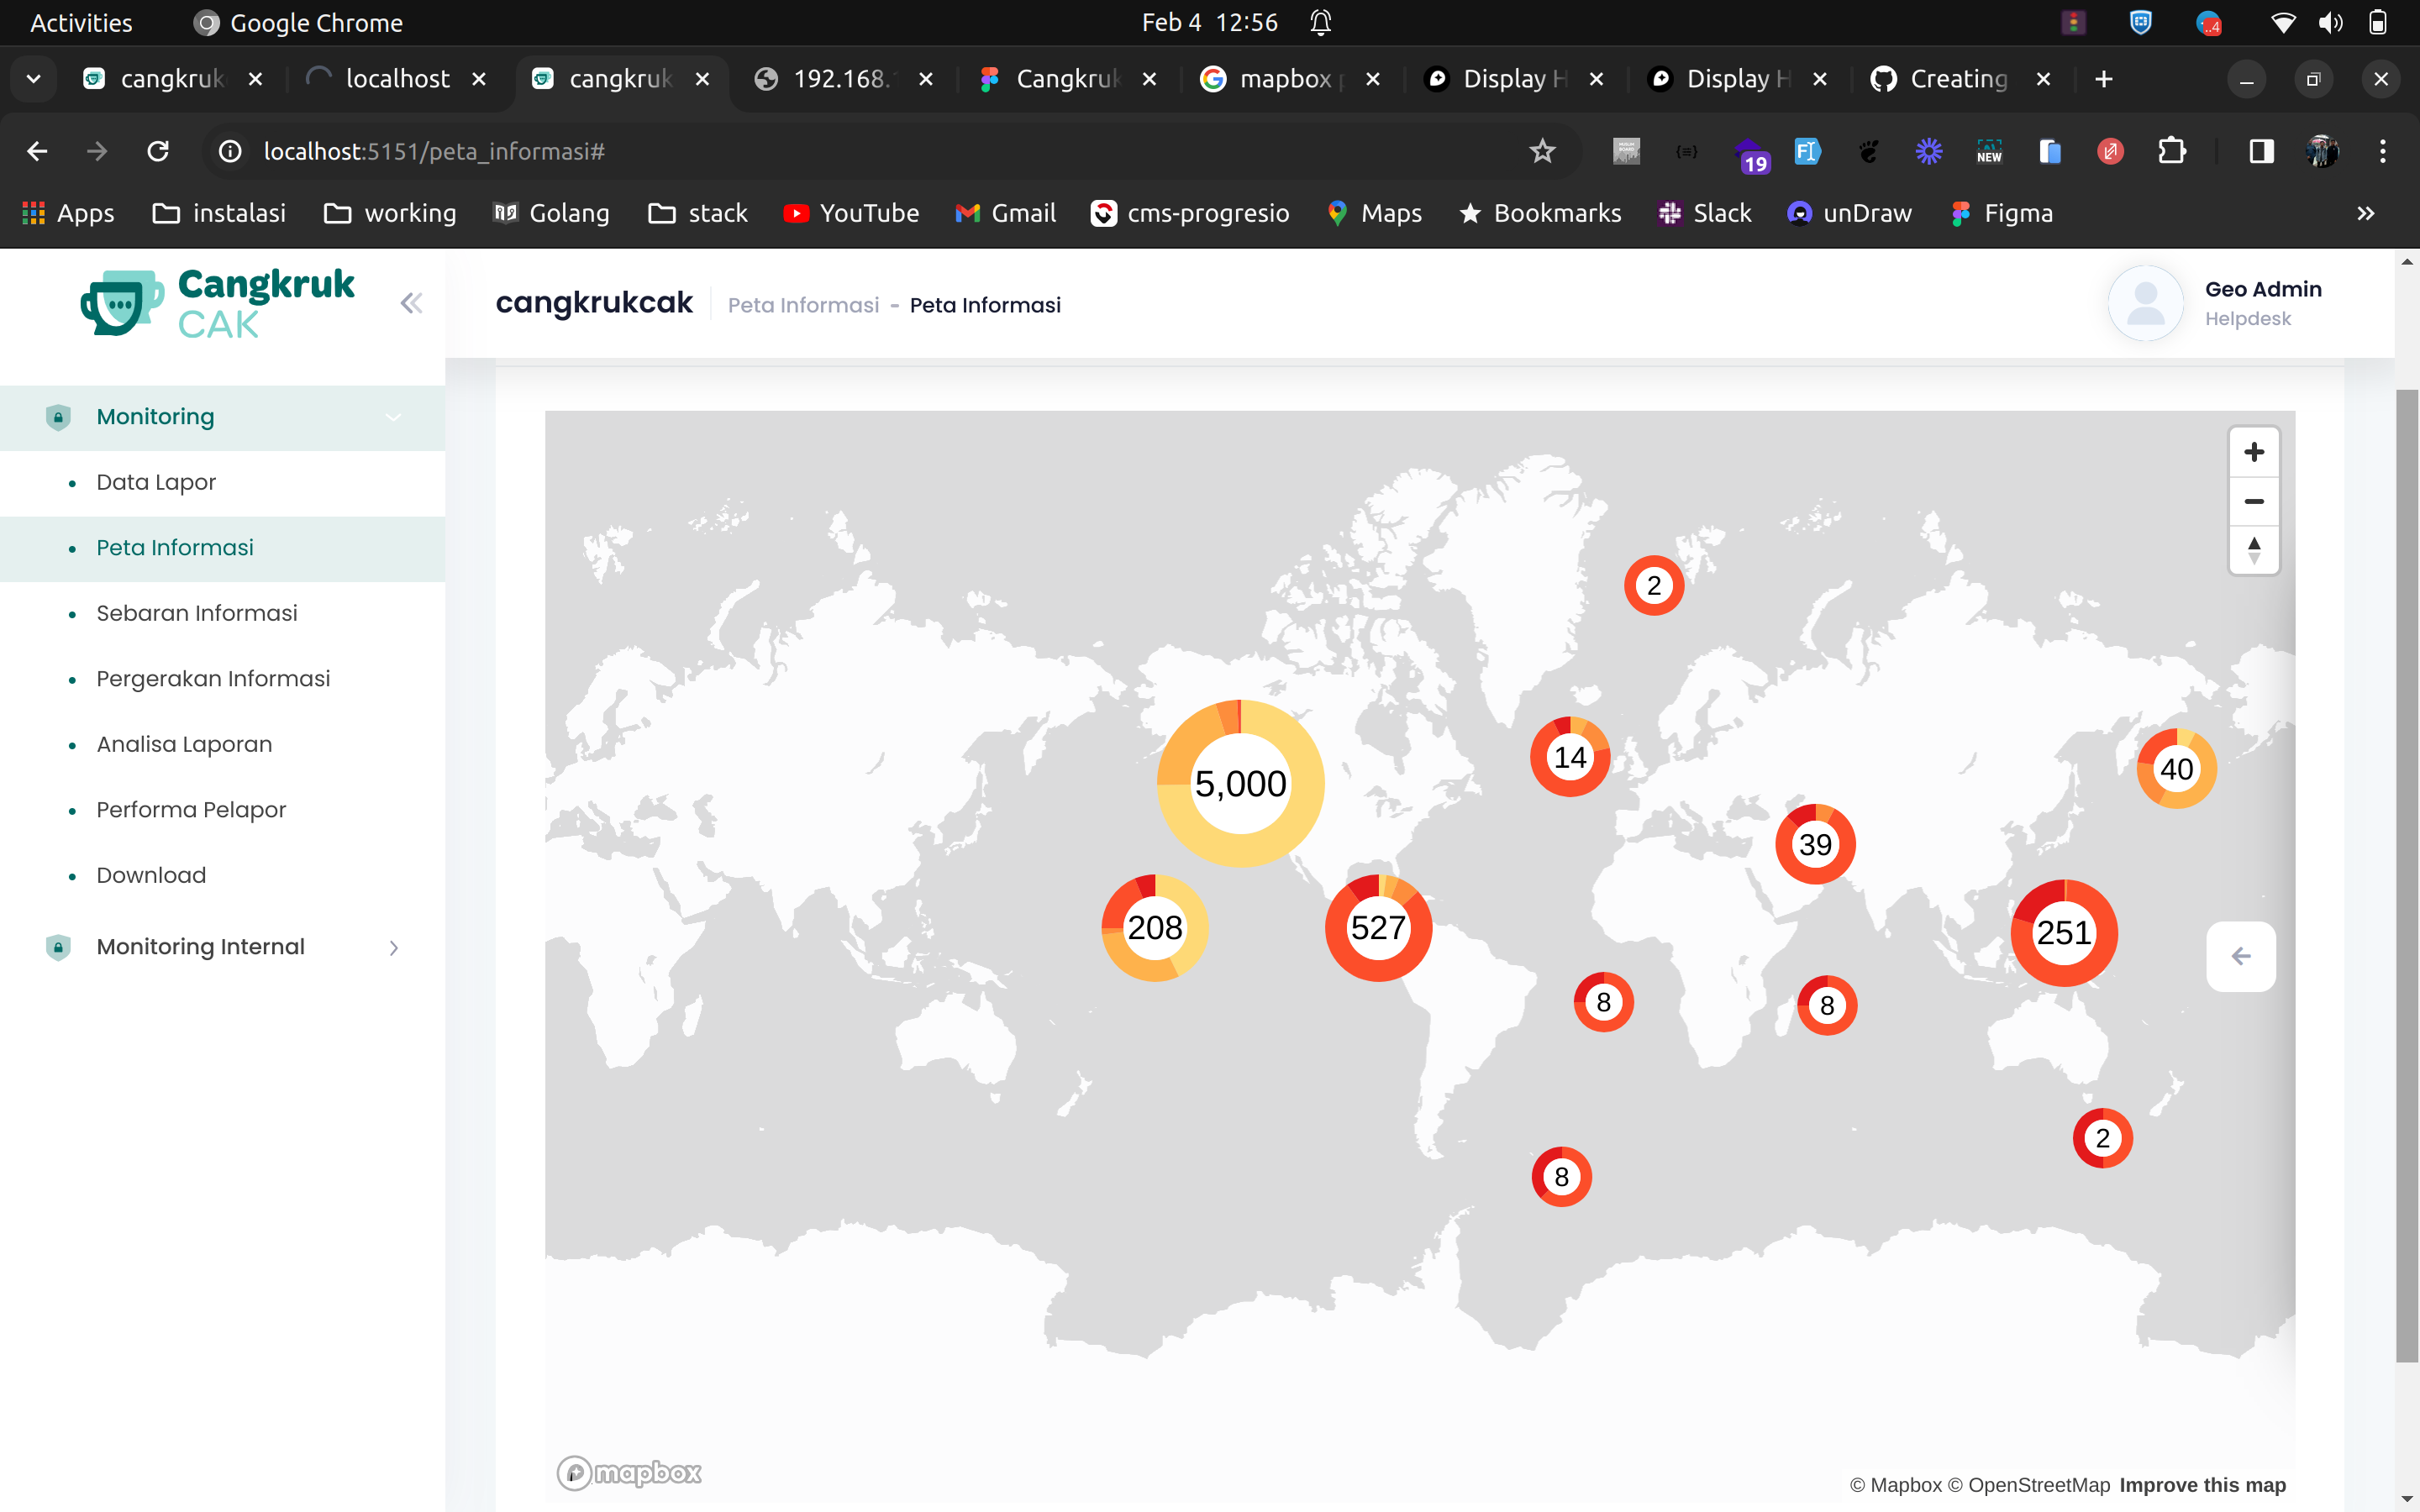 Activities
Google Chrome
Feb 4 12:56
cangkruk
localhost
cangkruk
192.168.
Cangkruk
mapbox
Display H
Display H
Creating
localhost:5151/peta_informasi#
19
NEW
Apps
instalasi
working
Golang
stack
YouTube
Gmail
cms-progresio
Maps
Bookmarks
Slack
unDraw
Figma
Cangkruk
CAK
cangkrukcak
Peta Informasi - Peta Informasi
Geo Admin
Helpdesk
Monitoring
Data Lapor
Peta Informasi
Sebaran Informasi
Pergerakan Informasi
Analisa Laporan
Performa Pelapor
Download
Monitoring Internal
2
5,000
14
40
39
208
527
251
8
8
2
8
mapbox
© Mapbox © OpenStreetMap Improve this map